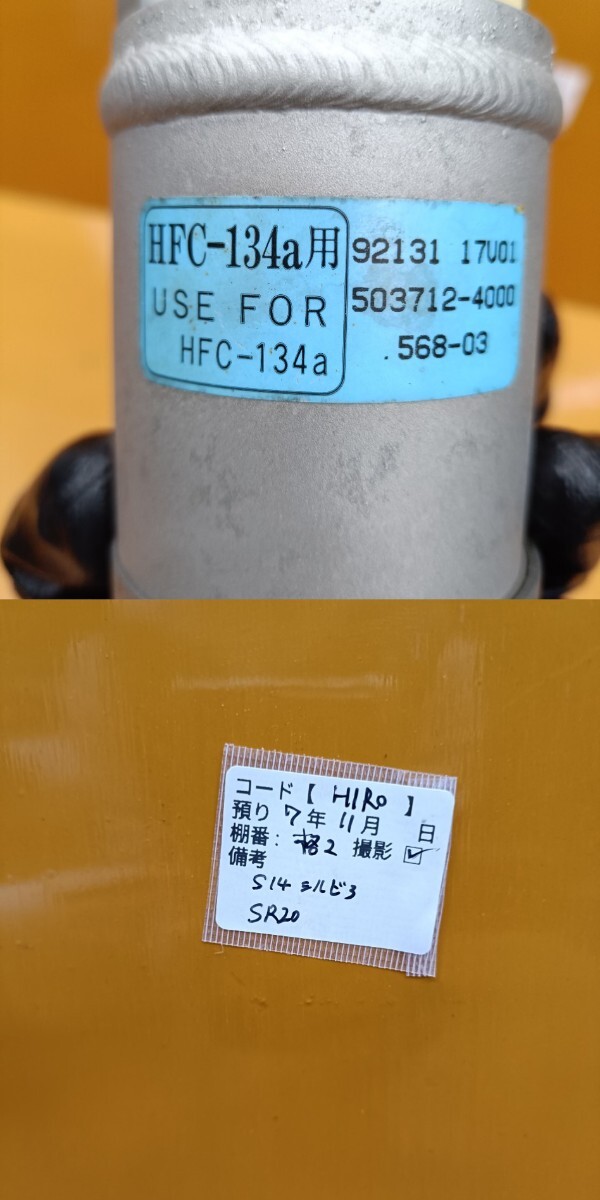 HFC-134a用
USE FOR
HFC-134a
92131 17U01
503712-4000
.568-03
コード【 HIRO 】
預り 7年 11月 日
棚番: 2 撮影 ☑
備考
S14 シルビア
SR20